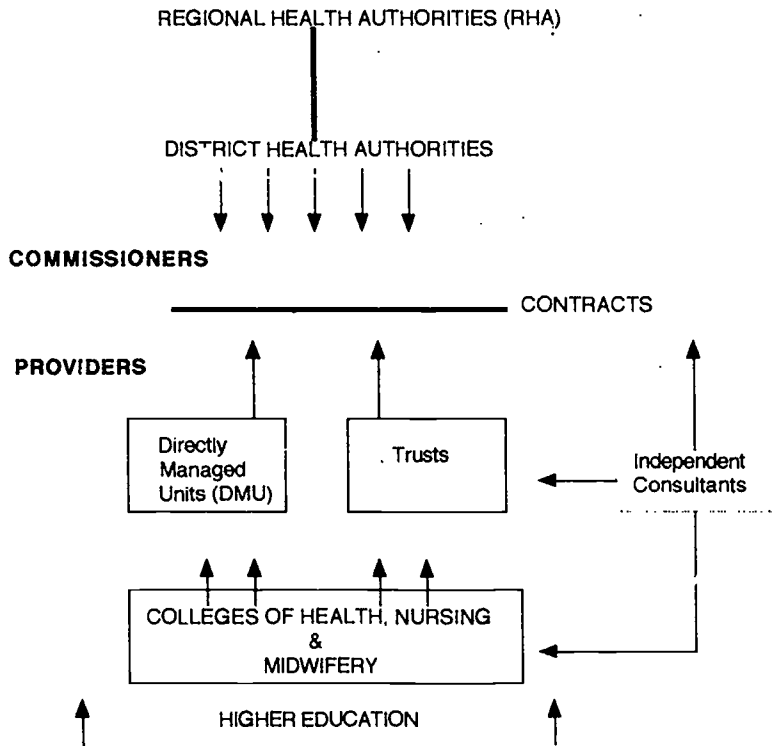 REGIONAL HEALTH AUTHORITIES (RHA)
DISTRICT HEALTH AUTHORITIES
COMMISSIONERS
CONTRACTS
PROVIDERS
Directly
Managed
Units (DMU)
Trusts
Independent
Consultants
COLLEGES OF HEALTH, NURSING
&
MIDWIFERY
HIGHER EDUCATION